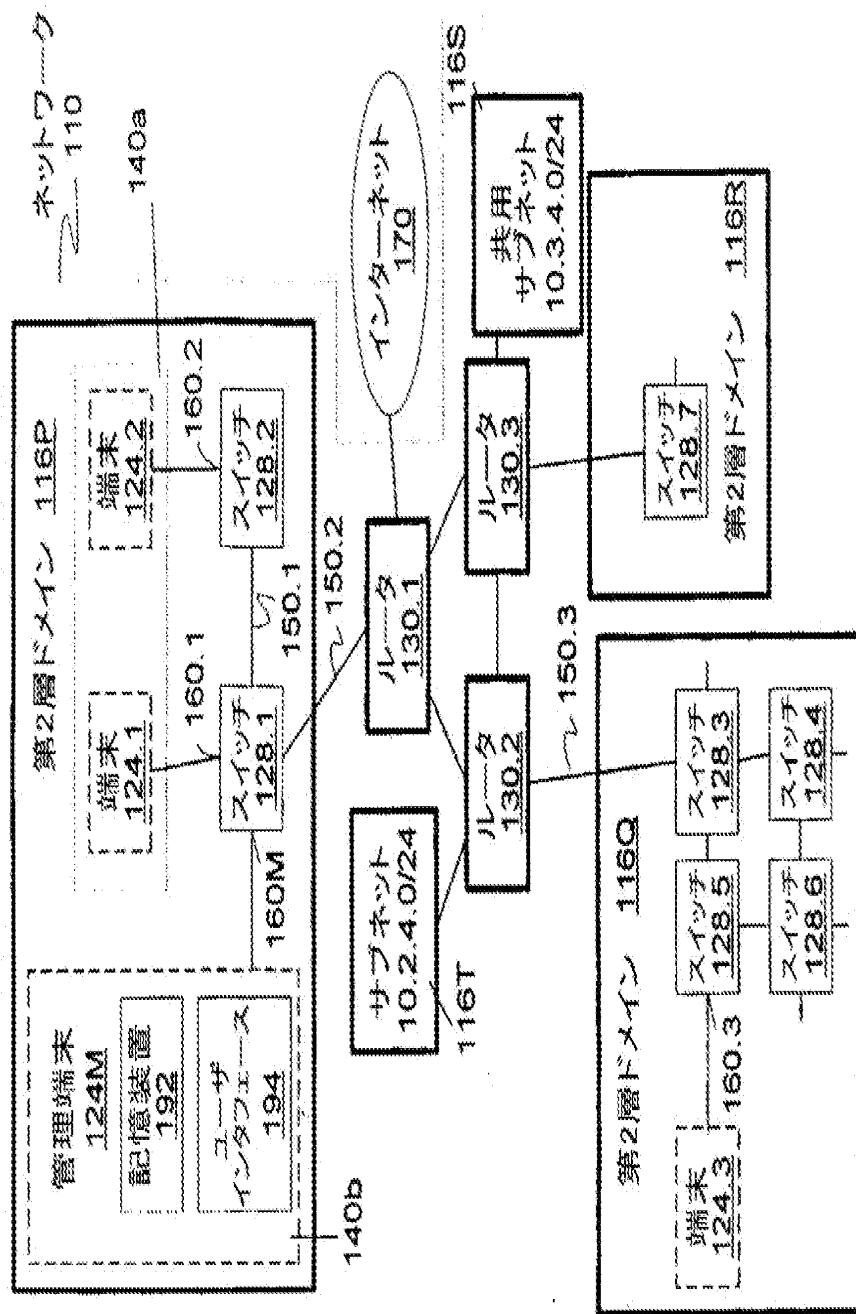 ネットワーク
110
140a
第2層ドメイン 116P
管理端末
124M
記憶装置
192
ユーザ
インタフェース
194
140b
端末
124.1
端末
124.2
160.1
160.2
スイッチ
128.1
スイッチ
128.2
160M
150.1
150.2
インターネット
170
サブネット
10.2.4.0/24
116T
ルータ
130.1
ルータ
130.2
ルータ
130.3
116S
共用
サブネット
10.3.4.0/24
150.3
第2層ドメイン 116Q
端末
124.3
160.3
スイッチ
128.5
スイッチ
128.3
スイッチ
128.6
スイッチ
128.4
スイッチ
128.7
第2層ドメイン 116R